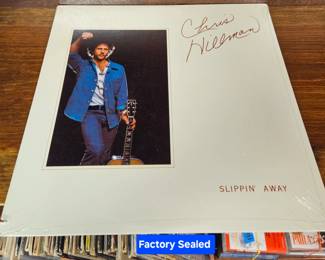 Chris
Hillman
SLIPPIN' AWAY
Factory Sealed